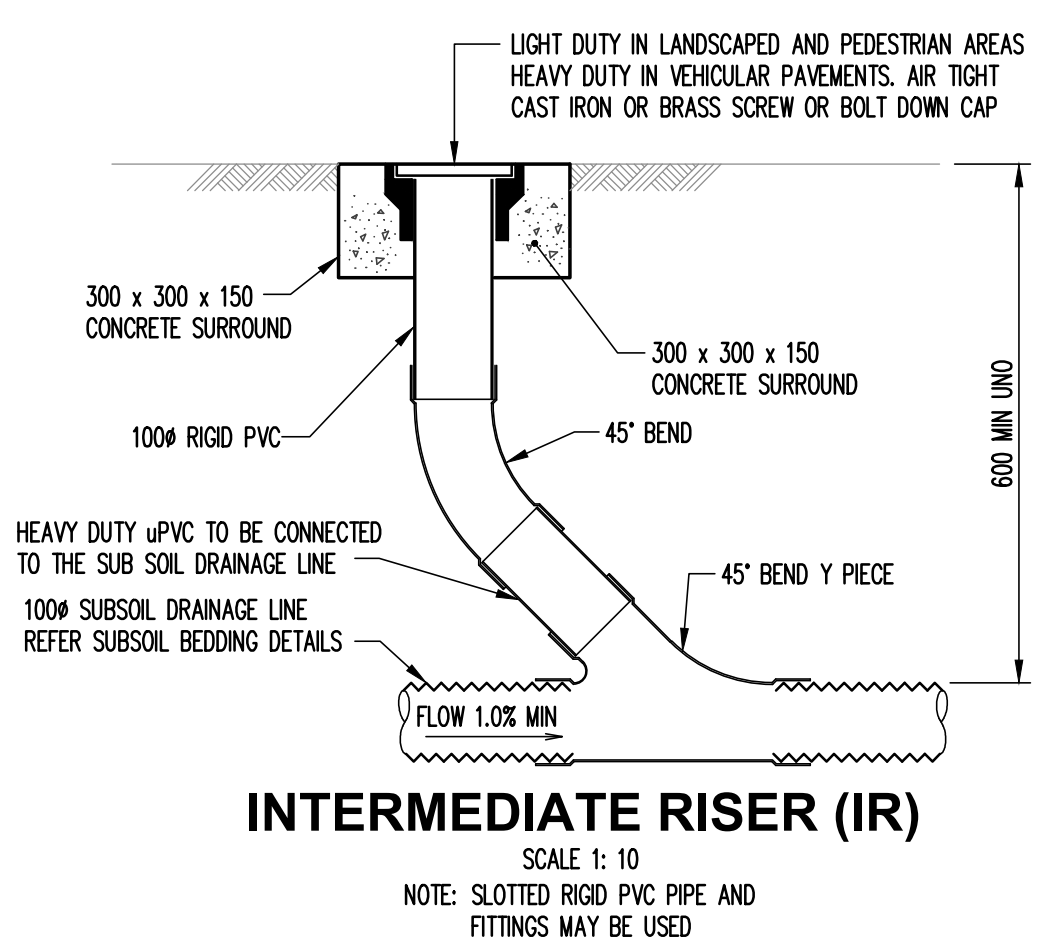 LIGHT DUTY IN LANDSCAPED AND PEDESTRIAN AREAS
HEAVY DUTY IN VEHICULAR PAVEMENTS. AIR TIGHT
CAST IRON OR BRASS SCREW OR BOLT DOWN CAP
300 x 300 x 150
CONCRETE SURROUND
300 x 300 x 150
CONCRETE SURROUND
100ø RIGID PVC
45° BEND
600 MIN UNO
HEAVY DUTY uPVC TO BE CONNECTED
TO THE SUB SOIL DRAINAGE LINE
45° BEND Y PIECE
100ø SUBSOIL DRAINAGE LINE
REFER SUBSOIL BEDDING DETAILS
FLOW 1.0% MIN
INTERMEDIATE RISER (IR)
SCALE 1: 10
NOTE: SLOTTED RIGID PVC PIPE AND
FITTINGS MAY BE USED